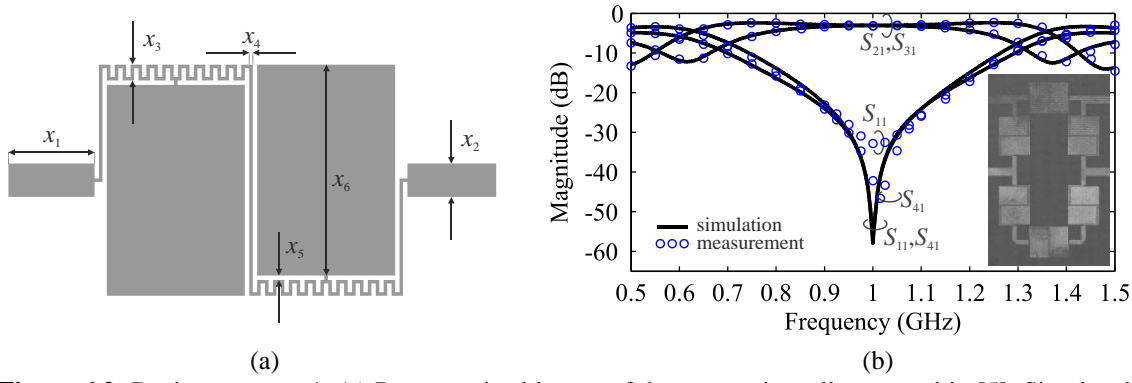 x₃
x₄
x₁
x₂
x₆
x₅
(a)
0
-10
-20
-30
-40
-50
-60
Magnitude (dB)
S₂₁,S₃₁
S₁₁
S₄₁
S₁₁,S₄₁
simulation
measurement
0.5 0.6 0.7 0.8 0.9 1 1.1 1.2 1.3 1.4 1.5
Frequency (GHz)
(b)